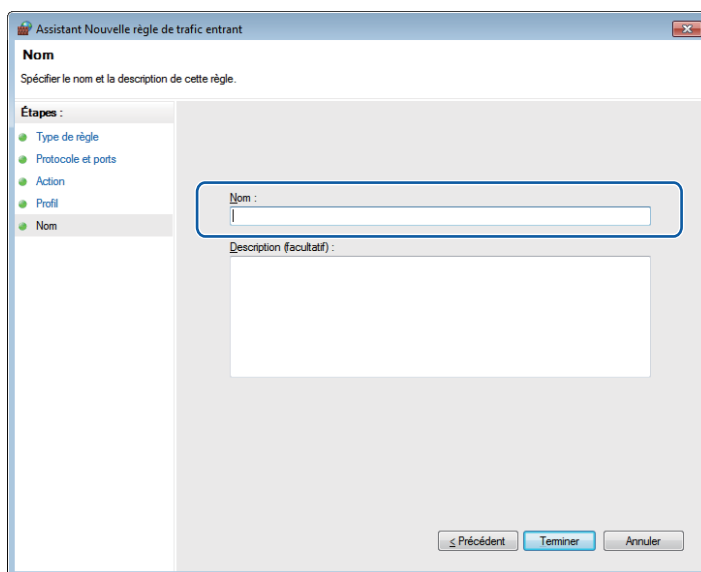 Assistant Nouvelle règle de trafic entrant
Nom
Spécifier le nom et la description de cette règle.
Étapes :
Type de règle
Protocole et ports
Action
Profil
Nom
Nom :
Description (facultatif) :
< Précédent
Terminer
Annuler